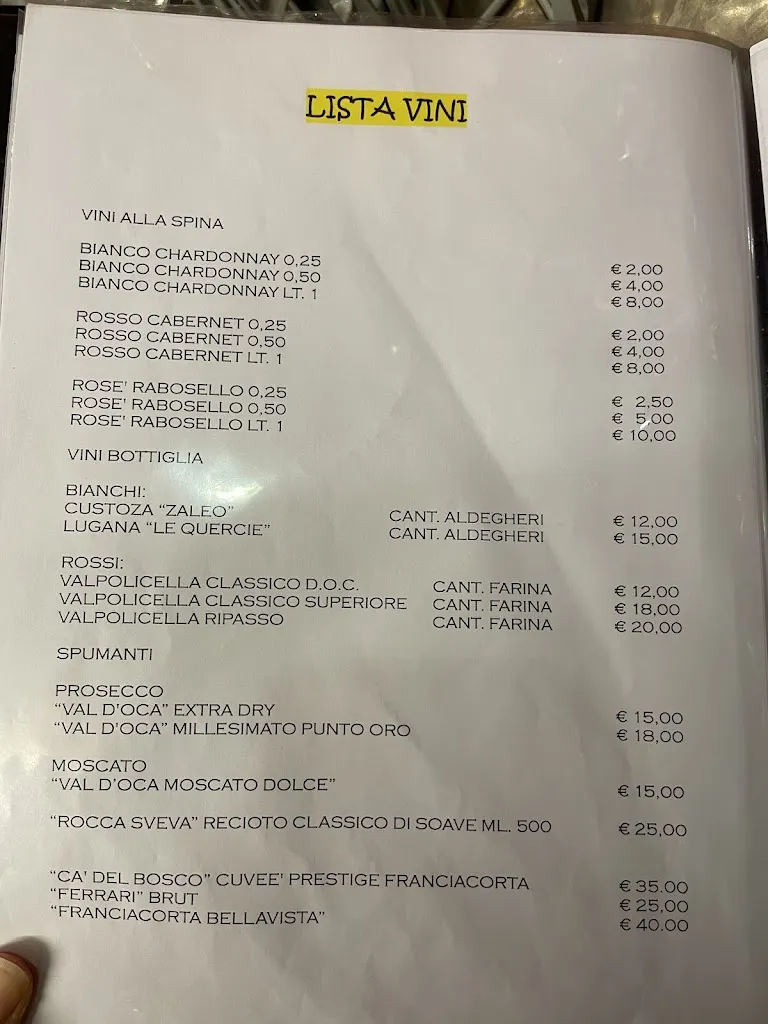 LISTA VINI
VINI ALLA SPINA
BIANCO CHARDONNAY 0,25 € 2,00
BIANCO CHARDONNAY 0,50 € 4,00
BIANCO CHARDONNAY LT. 1 € 8,00
ROSSO CABERNET 0,25 € 2,00
ROSSO CABERNET 0,50 € 4,00
ROSSO CABERNET LT. 1 € 8,00
ROSE' RABOSELLO 0,25 € 2,50
ROSE' RABOSELLO 0,50 € 5,00
ROSE' RABOSELLO LT. 1 € 10,00
VINI BOTTIGLIA
BIANCHI:
CUSTOZA "ZALEO" CANT. ALDEGHERI € 12,00
LUGANA "LE QUERCIE" CANT. ALDEGHERI € 15,00
ROSSI:
VALPOLICELLA CLASSICO D.O.C. CANT. FARINA € 12,00
VALPOLICELLA CLASSICO SUPERIORE CANT. FARINA € 18,00
VALPOLICELLA RIPASSO CANT. FARINA € 20,00
SPUMANTI
PROSECCO
"VAL D'OCA" EXTRA DRY € 15,00
"VAL D'OCA" MILLESIMATO PUNTO ORO € 18,00
MOSCATO
"VAL D'OCA MOSCATO DOLCE" € 15,00
"ROCCA SVEVA" RECIOTO CLASSICO DI SOAVE ML. 500 € 25,00
"CA' DEL BOSCO" CUVEE' PRESTIGE FRANCIACORTA € 35.00
"FERRARI" BRUT € 25,00
"FRANCIACORTA BELLAVISTA" € 40.00